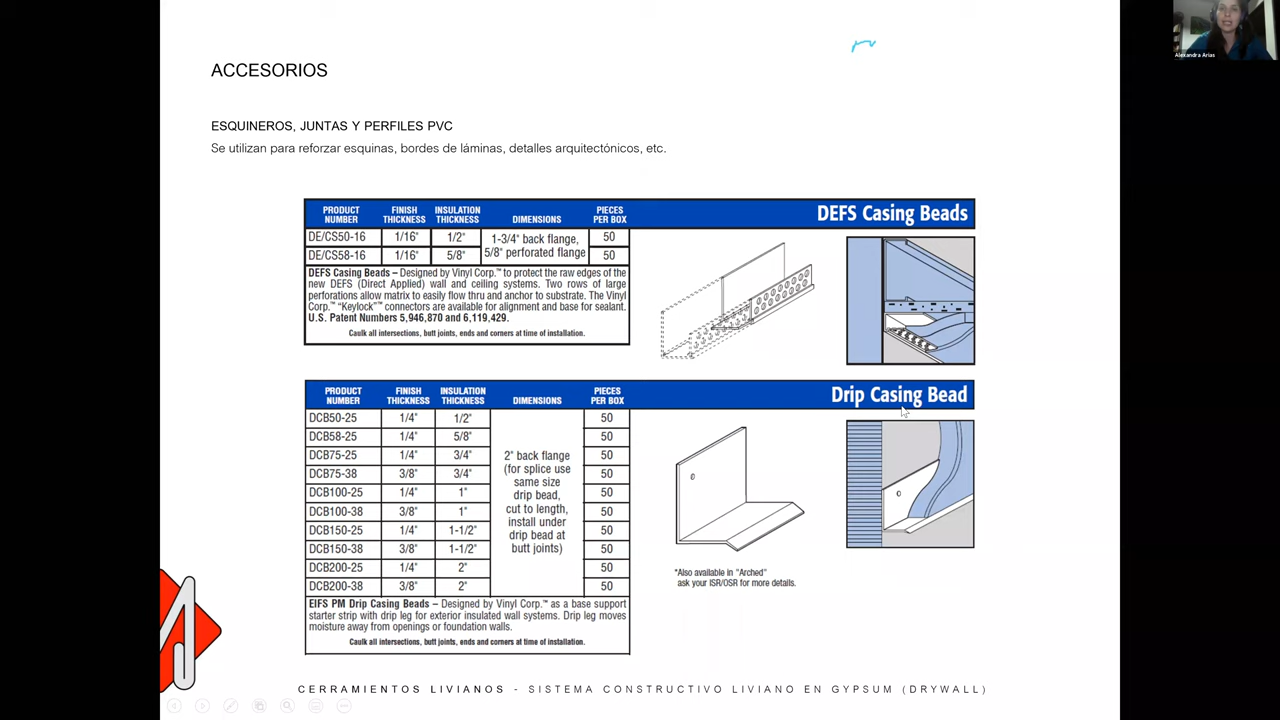 Alexandra Arias
ACCESORIOS
ESQUINEROS, JUNTAS Y PERFILES PVC
Se utilizan para reforzar esquinas, bordes de láminas, detalles arquitectónicos, etc.
DEFS Casing Beads
PRODUCT NUMBER FINISH THICKNESS INSULATION THICKNESS DIMENSIONS PIECES PER BOX
DE/CS50-16 1/16" 1/2" 1-3/4" back flange, 50
DE/CS58-16 1/16" 5/8" 5/8" perforated flange 50
DEFS Casing Beads – Designed by Vinyl Corp.™ to protect the raw edges of the
new DEFS (Direct Applied) wall and ceiling systems. Two rows of large
perforations allow matrix to easily flow thru and anchor to substrate. The Vinyl
Corp.™ "Keylock"™ connectors are available for alignment and base for sealant.
U.S. Patent Numbers 5,946,870 and 6,119,429.
Caulk all intersections, butt joints, ends and corners at time of installation.
Drip Casing Bead
PRODUCT NUMBER FINISH THICKNESS INSULATION THICKNESS DIMENSIONS PIECES PER BOX
DCB50-25 1/4" 1/2" 50
DCB58-25 1/4" 5/8" 50
DCB75-25 1/4" 3/4" 50
DCB75-38 3/8" 3/4" 50
DCB100-25 1/4" 1" 50
DCB100-38 3/8" 1" 50
DCB150-25 1/4" 1-1/2" 50
DCB150-38 3/8" 1-1/2" 50
DCB200-25 1/4" 2" 50
DCB200-38 3/8" 2" 50
2" back flange
(for splice use
same size
drip bead,
cut to length,
install under
drip bead at
butt joints)
EIFS PM Drip Casing Beads – Designed by Vinyl Corp.™ as a base support
starter strip with drip leg for exterior insulated wall systems. Drip leg moves
moisture away from openings or foundation walls.
Caulk all intersections, butt joints, ends and corners at time of installation.
*Also available in "Arched"
ask your ISR/OSR for more details.
CERRAMIENTOS LIVIANOS - SISTEMA CONSTRUCTIVO LIVIANO EN GYPSUM (DRYWALL)